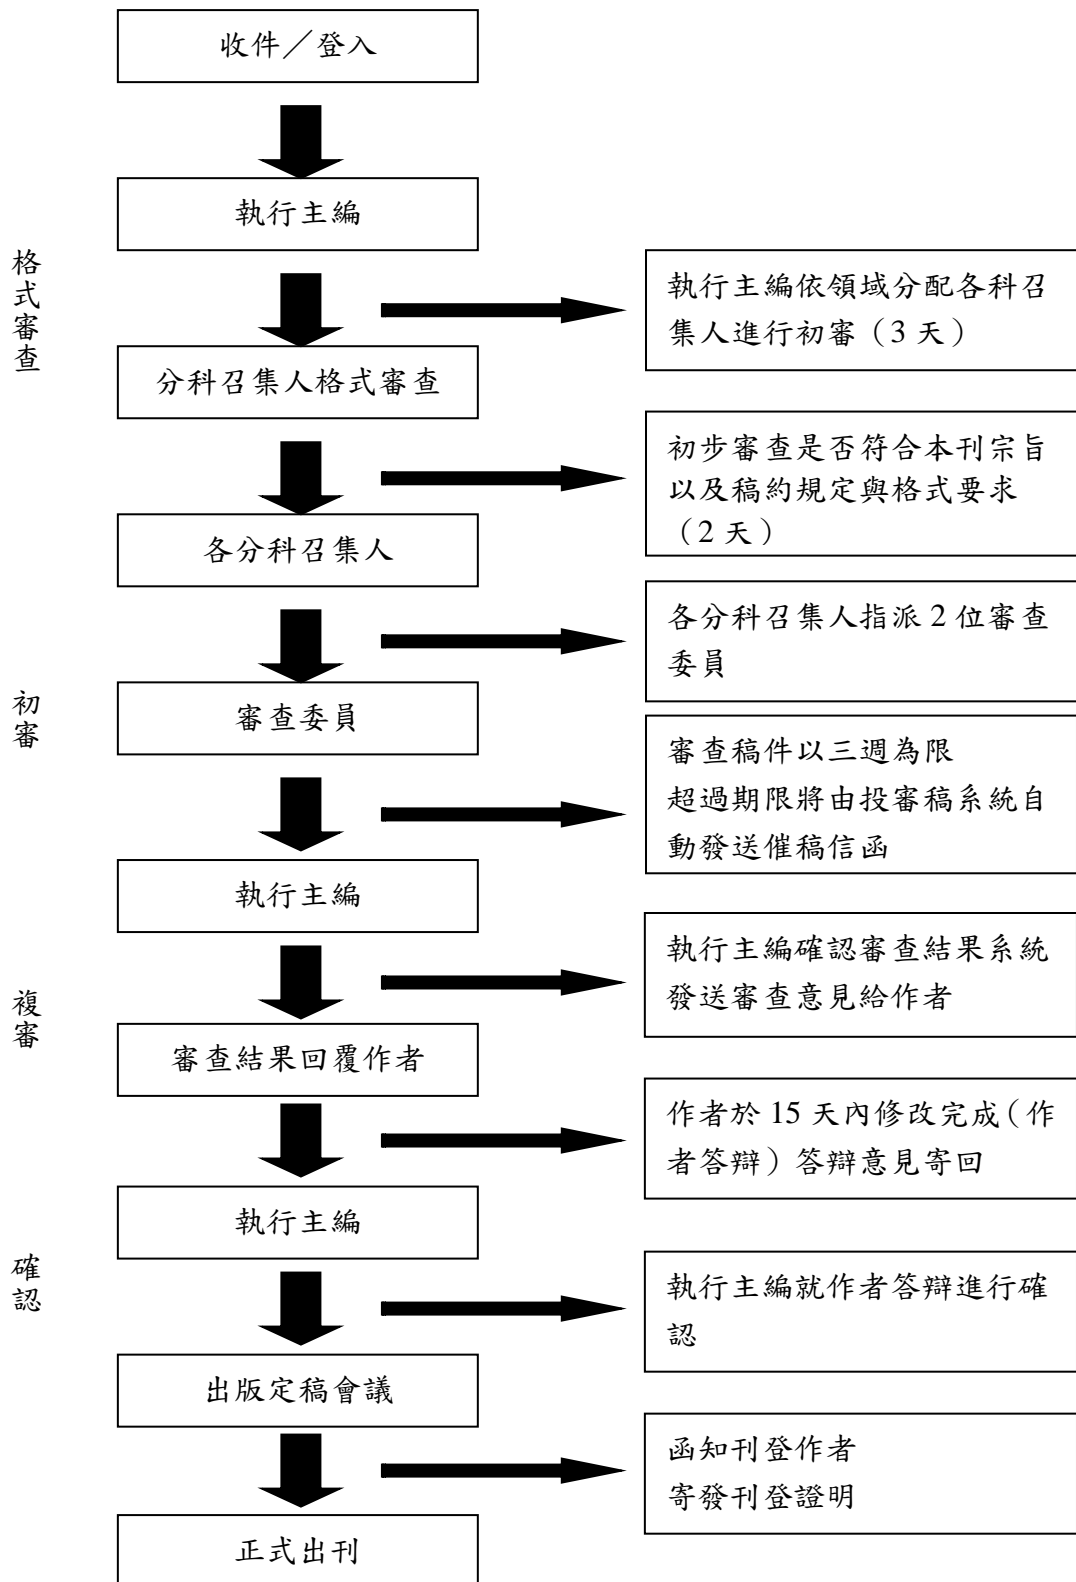 收件／登入
執行主編
格式審查
執行主編依領域分配各科召
集人進行初審（3 天）
分科召集人格式審查
初步審查是否符合本刊宗旨
以及稿約規定與格式要求
（2 天）
各分科召集人
各分科召集人指派 2 位審查
委員
初審
審查委員
審查稿件以三週為限
超過期限將由投審稿系統自
動發送催稿信函
執行主編
執行主編確認審查結果系統
發送審查意見給作者
複審
審查結果回覆作者
作者於 15 天內修改完成（作
者答辯）答辯意見寄回
執行主編
確認
執行主編就作者答辯進行確
認
出版定稿會議
函知刊登作者
寄發刊登證明
正式出刊